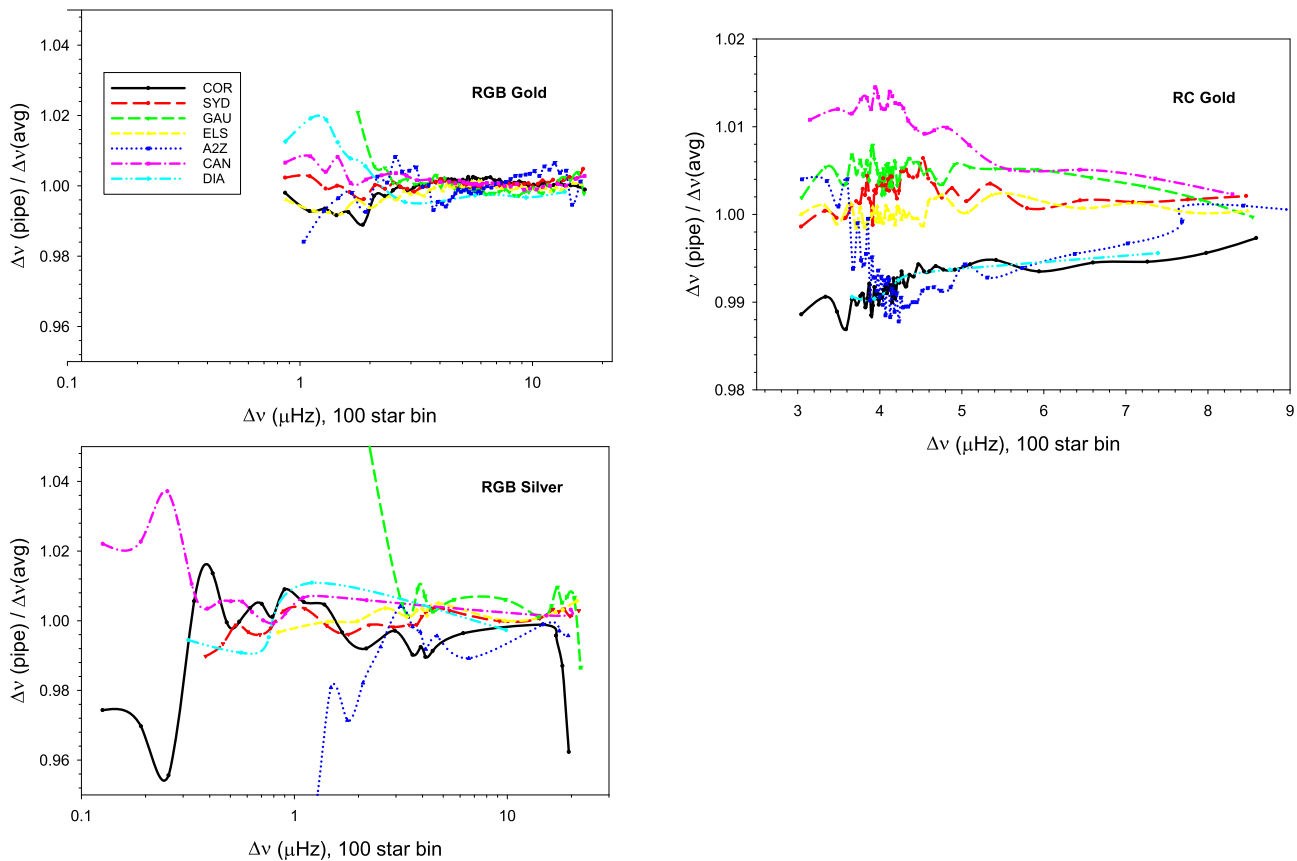 1.04
1.02
1.00
0.98
0.96
Δν (pipe) / Δν(avg)
RGB Gold
COR
SYD
GAU
ELS
A2Z
CAN
DIA
0.1
1
10
Δν (μHz), 100 star bin
1.02
1.01
1.00
0.99
0.98
Δν (pipe) / Δν(avg)
RC Gold
3
4
5
6
7
8
9
Δν (μHz), 100 star bin
1.04
1.02
1.00
0.98
0.96
Δν (pipe) / Δν(avg)
RGB Silver
0.1
1
10
Δν (μHz), 100 star bin